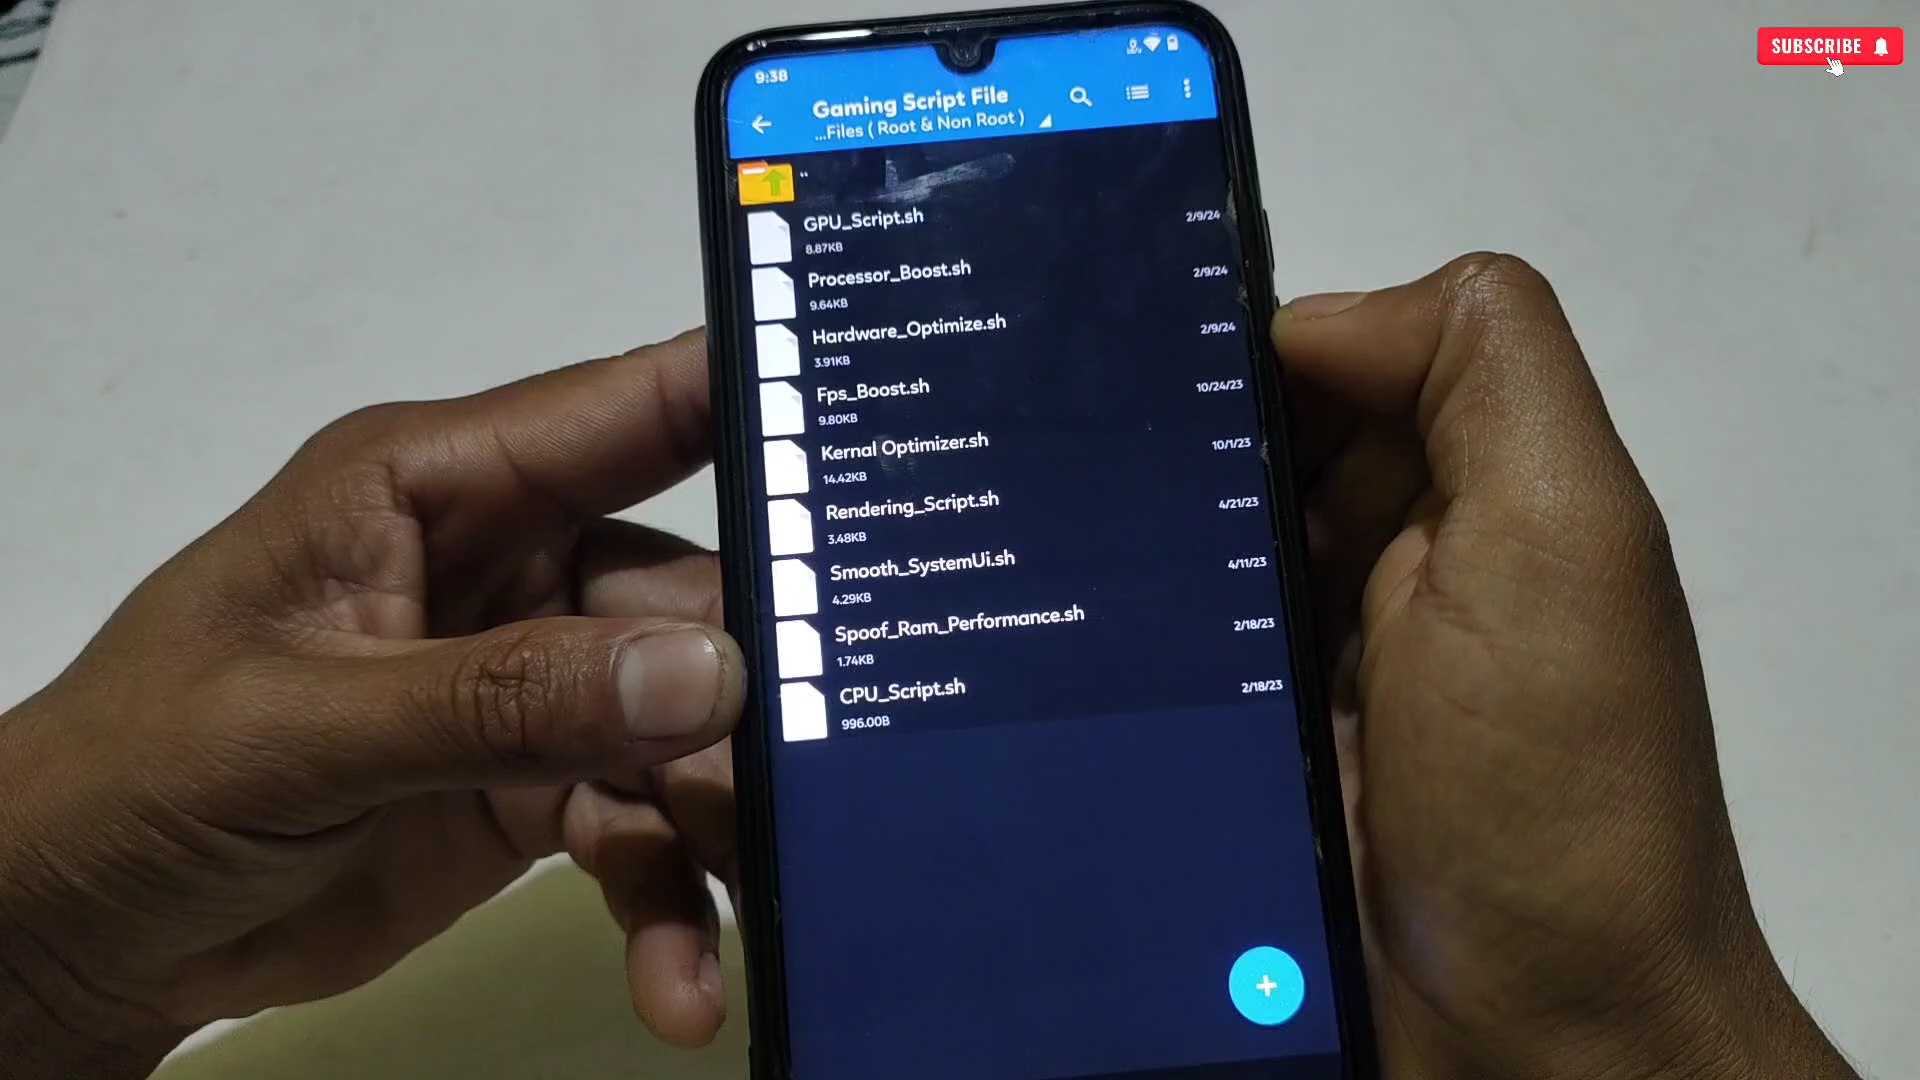 SUBSCRIBE
9:38
Gaming Script File
...Files ( Root & Non Root )
..
GPU_Script.sh
8.87KB
2/9/24
Processor_Boost.sh
9.64KB
2/9/24
Hardware_Optimize.sh
3.91KB
2/9/24
Fps_Boost.sh
9.80KB
10/24/23
Kernal Optimizer.sh
14.42KB
10/1/23
Rendering_Script.sh
3.48KB
4/21/23
Smooth_SystemUi.sh
4.29KB
4/11/23
Spoof_Ram_Performance.sh
1.74KB
2/18/23
CPU_Script.sh
996.00B
2/18/23